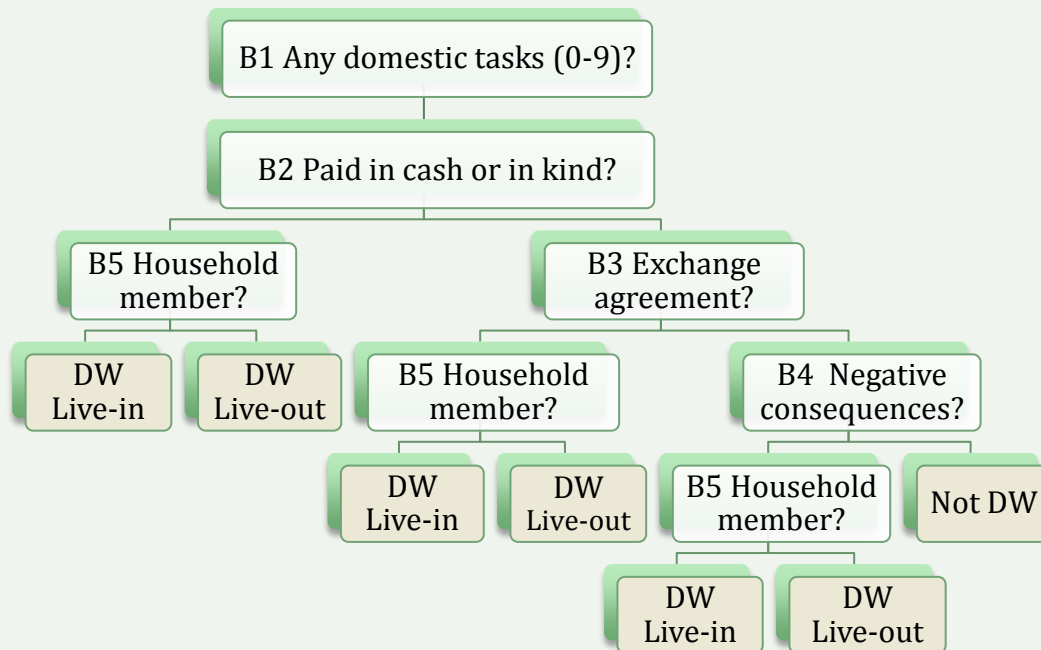 B1 Any domestic tasks (0-9)?
B2 Paid in cash or in kind?
B5 Household
member?
B3 Exchange
agreement?
DW
Live-in
DW
Live-out
B5 Household
member?
B4  Negative
consequences?
DW
Live-in
DW
Live-out
B5 Household
member?
Not DW
DW
Live-in
DW
Live-out